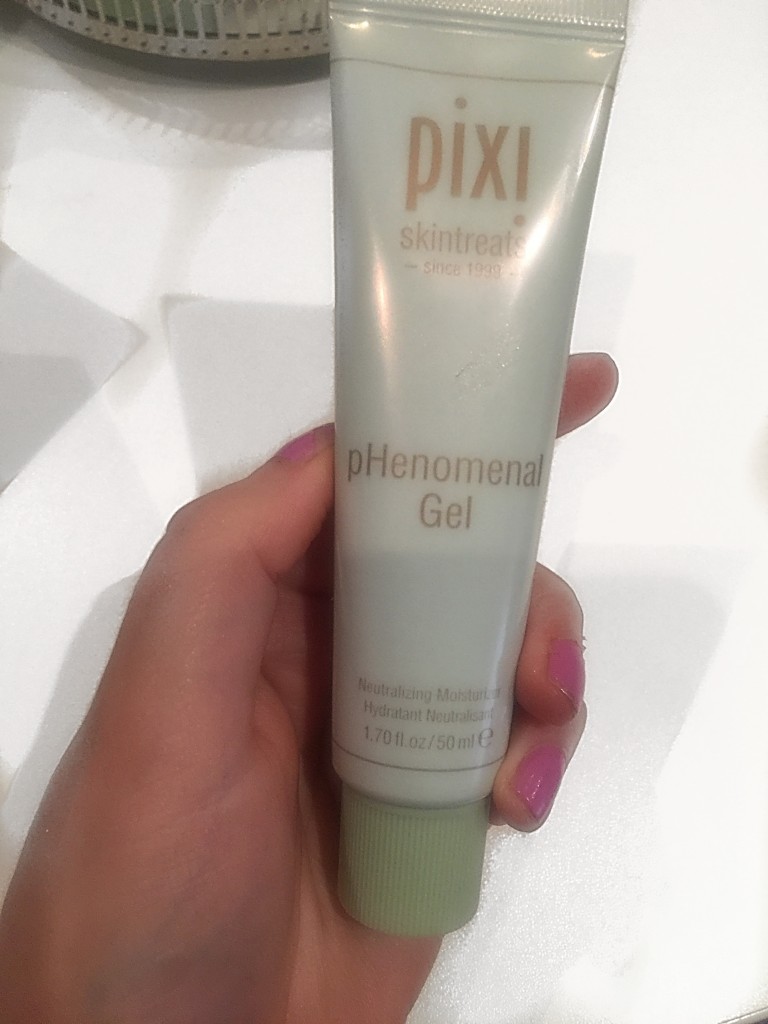 pixi
skintreats
– since 1999 –
pHenomenal
Gel
Neutralizing Moisturizer
Hydratant Neutralisant
1.70 fl.oz/50 ml ℮